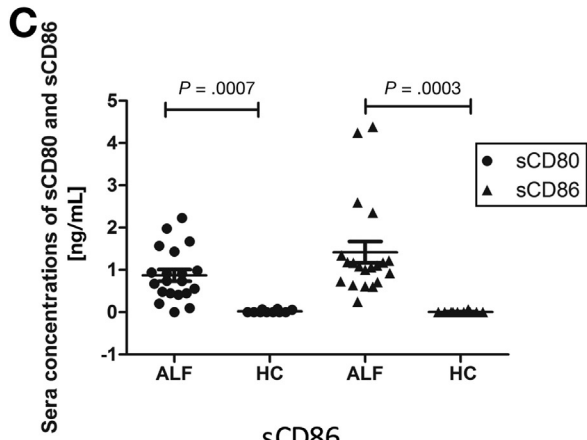 C
Sera concentrations of sCD80 and sCD86
[ng/mL]
P = .0007
P = .0003
5
4
3
2
1
0
-1
sCD80
sCD86
ALF
HC
ALF
HC
sCD86